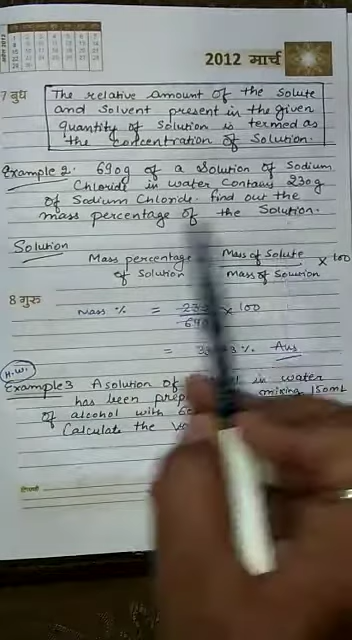 2012 मार्च
7 बुध
The relative amount of the Solute
and Solvent present in the given
quantity of Solution is termed as
the concentration of Solution.
Example 2. 690g of a Solution of Sodium
Chloride in water contains 230g
of Sodium Chloride. find out the
mass percentage of the Solution.
Solution
Mass percentage Mass of Solute × 100
of Solution Mass of Solution
8 गुरु
Mass % = 230 × 100
690
= 33 3 %. Ans
H.W.
Example 3 A solution of in water
has been mixing 150ml
of alcohol with
Calculate the
टिप्पणी